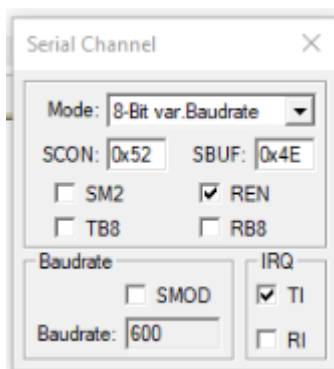 Serial Channel
Mode: 8-Bit var.Baudrate
SCON: 0x52 SBUF: 0x4E
SM2 REN
TB8 RB8
Baudrate IRQ
SMOD TI
Baudrate: 600 RI